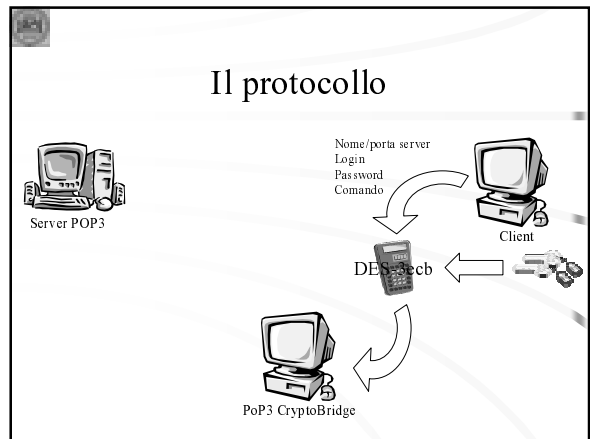 Il protocollo
Nome/porta server
Login
Password
Comando
Server POP3
Client
DES-3ecb
PoP3 CryptoBridge